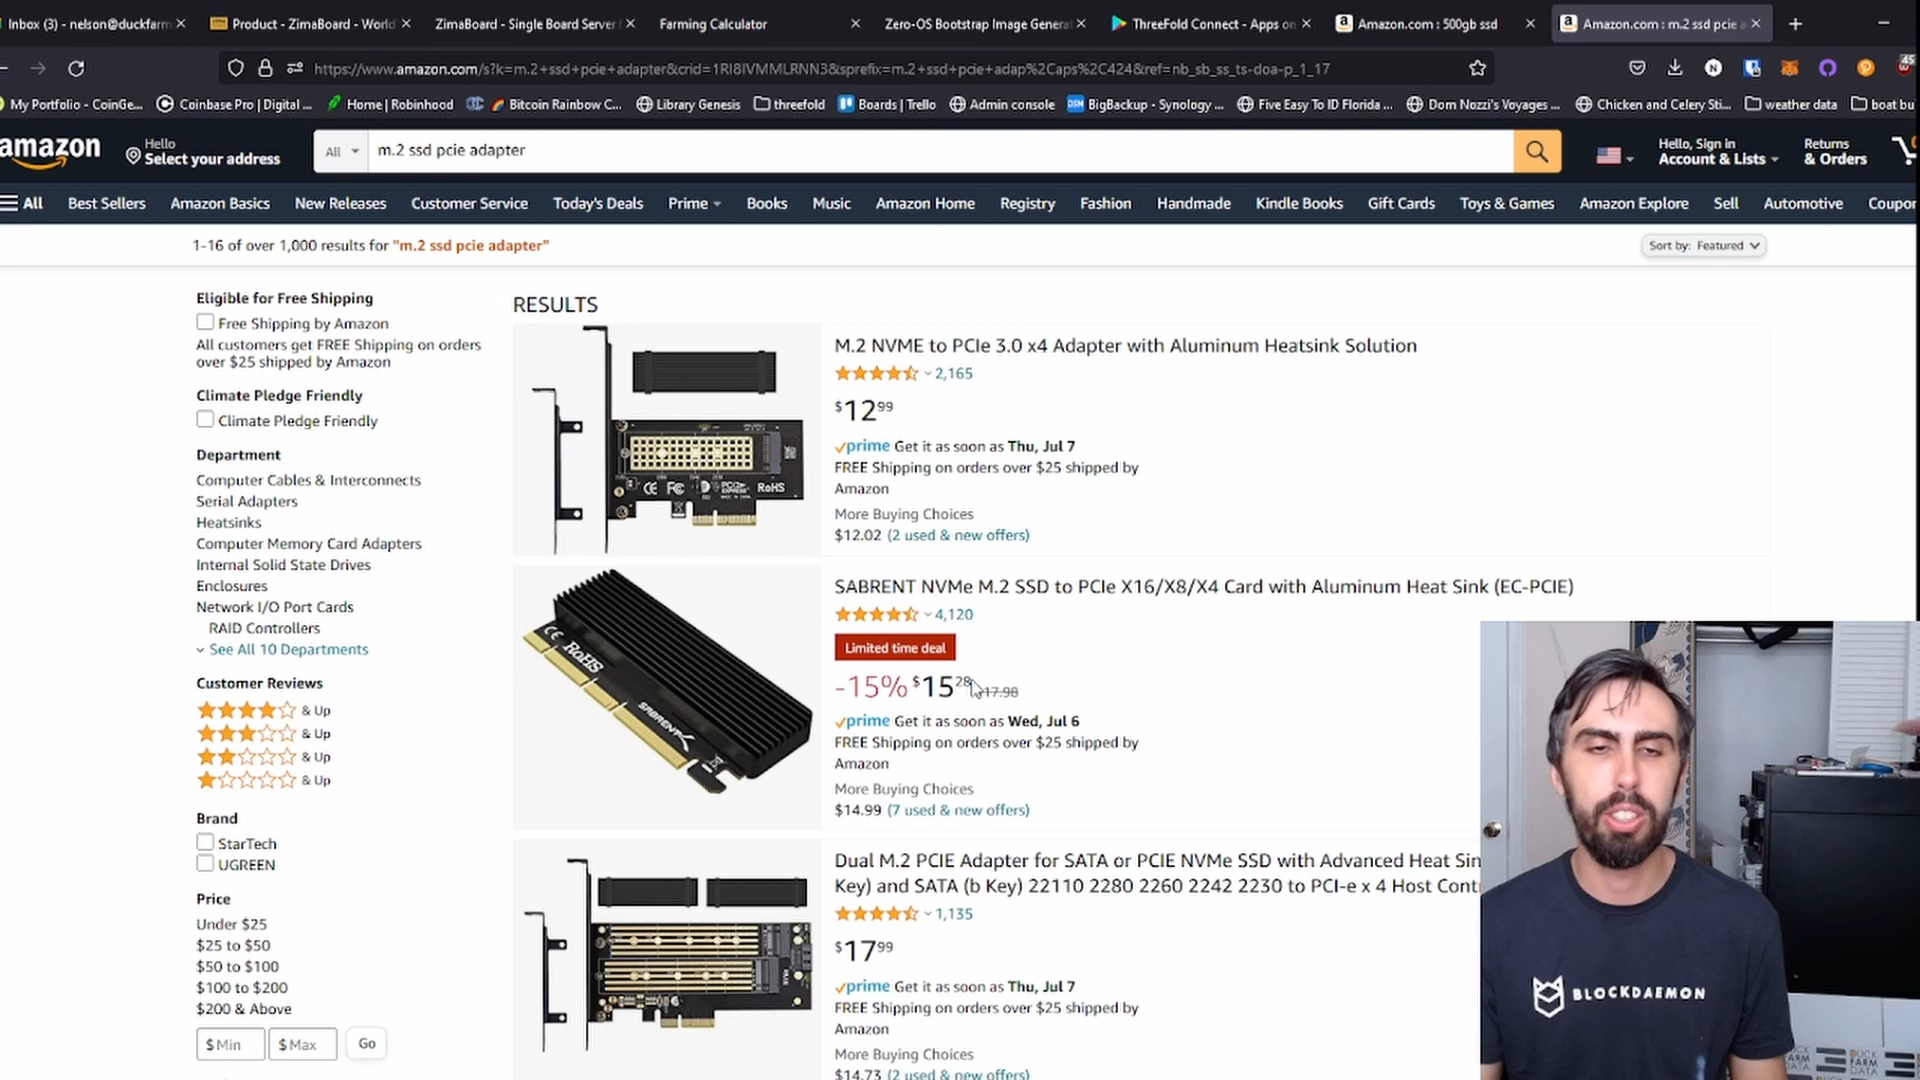 Inbox (3) - nelson@duckfarm
Product - ZimaBoard - World
ZimaBoard - Single Board Server
Farming Calculator
Zero-OS Bootstrap Image Genera
ThreeFold Connect - Apps on
Amazon.com : 500gb ssd
Amazon.com : m.2 ssd pcie a
https://www.amazon.com/s?k=m.2+ssd+pcie+adapter&crid=1RI8IVMMLRNN3&sprefix=m.2+ssd+pcie+adap%2Caps%2C424&ref=nb_sb_ss_ts-doa-p_1_17
45
My Portfolio - CoinGe...
Coinbase Pro | Digital ...
Home | Robinhood
Bitcoin Rainbow C...
Library Genesis
threefold
Boards | Trello
Admin console
DSM
BigBackup - Synology ...
Five Easy To ID Florida ...
Dom Nozzi's Voyages ...
Chicken and Celery Sti...
weather data
boat bu
amazon
Hello
Select your address
All
m.2 ssd pcie adapter
Hello, Sign in
Account & Lists
Returns
& Orders
All
Best Sellers
Amazon Basics
New Releases
Customer Service
Today's Deals
Prime
Books
Music
Amazon Home
Registry
Fashion
Handmade
Kindle Books
Gift Cards
Toys & Games
Amazon Explore
Sell
Automotive
Coupon
1-16 of over 1,000 results for "m.2 ssd pcie adapter"
Sort by: Featured
Eligible for Free Shipping
Free Shipping by Amazon
All customers get FREE Shipping on orders
over $25 shipped by Amazon
Climate Pledge Friendly
Climate Pledge Friendly
Department
Computer Cables & Interconnects
Serial Adapters
Heatsinks
Computer Memory Card Adapters
Internal Solid State Drives
Enclosures
Network I/O Port Cards
RAID Controllers
See All 10 Departments
Customer Reviews
& Up
& Up
& Up
& Up
Brand
StarTech
UGREEN
Price
Under $25
$25 to $50
$50 to $100
$100 to $200
$200 & Above
$ Min
$ Max
Go
RESULTS
CE FC
RoHS
M.2 NVME to PCIe 3.0 x4 Adapter with Aluminum Heatsink Solution
2,165
$12 99
prime Get it as soon as Thu, Jul 7
FREE Shipping on orders over $25 shipped by
Amazon
More Buying Choices
$12.02 (2 used & new offers)
CE
RoHS
SABRENT
SABRENT NVMe M.2 SSD to PCIe X16/X8/X4 Card with Aluminum Heat Sink (EC-PCIE)
4,120
Limited time deal
-15% $15 28 $17.98
prime Get it as soon as Wed, Jul 6
FREE Shipping on orders over $25 shipped by
Amazon
More Buying Choices
$14.99 (7 used & new offers)
Dual M.2 PCIE Adapter for SATA or PCIE NVMe SSD with Advanced Heat Sin
Key) and SATA (b Key) 22110 2280 2260 2242 2230 to PCI-e x 4 Host Cont
1,135
$17 99
prime Get it as soon as Thu, Jul 7
FREE Shipping on orders over $25 shipped by
Amazon
More Buying Choices
$14.73 (2 used & new offers)
BLOCKDAEMON
DUCK
FARM
DATA